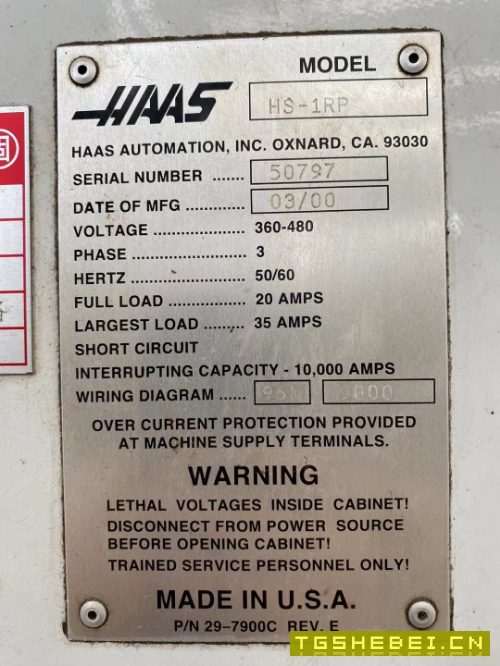 MODEL
HAAS
HS-1RP
HAAS AUTOMATION, INC. OXNARD, CA. 93030
SERIAL NUMBER ....... 50797
DATE OF MFG ............. 03/00
VOLTAGE .................. 360-480
PHASE ...................... 3
HERTZ ..................... 50/60
FULL LOAD ................ 20 AMPS
LARGEST LOAD ......... 35 AMPS
SHORT CIRCUIT
INTERRUPTING CAPACITY - 10,000 AMPS
WIRING DIAGRAM ......
OVER CURRENT PROTECTION PROVIDED
AT MACHINE SUPPLY TERMINALS.
WARNING
LETHAL VOLTAGES INSIDE CABINET!
DISCONNECT FROM POWER SOURCE
BEFORE OPENING CABINET!
TRAINED SERVICE PERSONNEL ONLY!
MADE IN U.S.A.
P/N 29-7900C REV. E
TGSHEBEI.CN